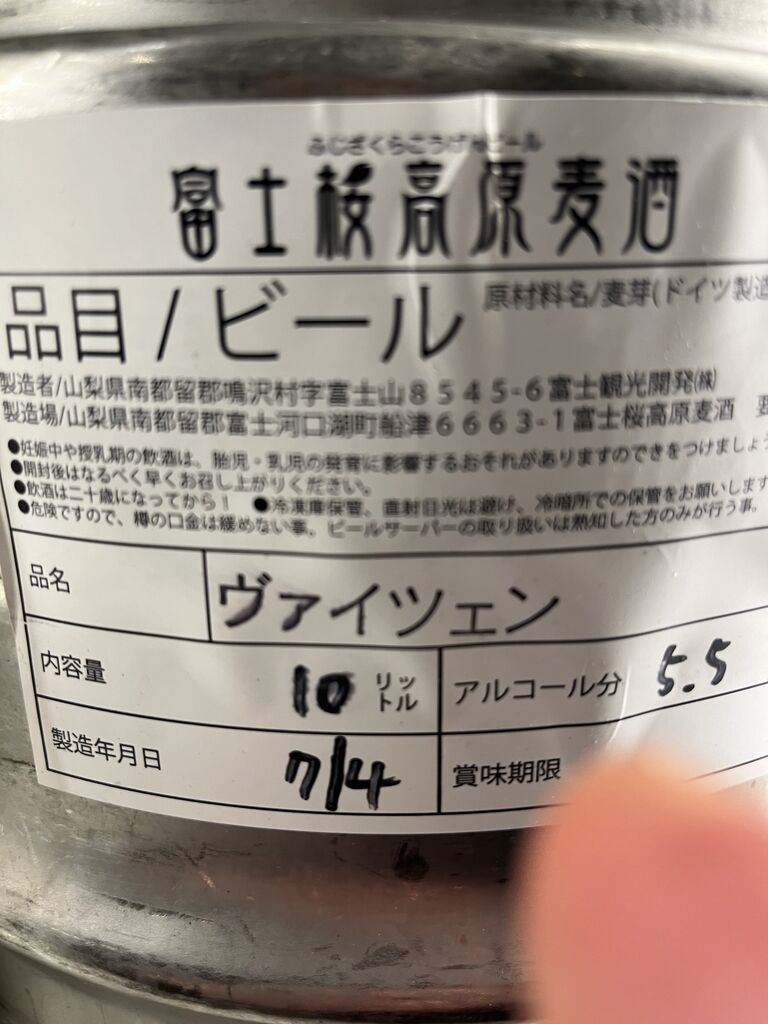 ふじざくらこうげんビール
富士桜高原麦酒
品目/ビール
原材料名/麦芽(ドイツ製造
製造者/山梨県南都留郡鳴沢村字富士山8545-6富士観光開発㈱
製造場/山梨県南都留郡富士河口湖町船津6663-1富士桜高原麦酒 要
●妊娠中や授乳期の飲酒は、胎児・乳児の発育に影響するおそれがありますのできをつけましょう
●開封後はなるべく早くお召し上がりください。
●飲酒は二十歳になってから! ●冷凍庫保管、直射日光は避け、冷暗所での保管をお願いします
●危険ですので、樽の口金は緩めない事。ビールサーバーの取り扱いは熟知した方のみが行う事。
品名 ヴァイツェン
内容量 10 リットル アルコール分 5.5
製造年月日 7/4 賞味期限